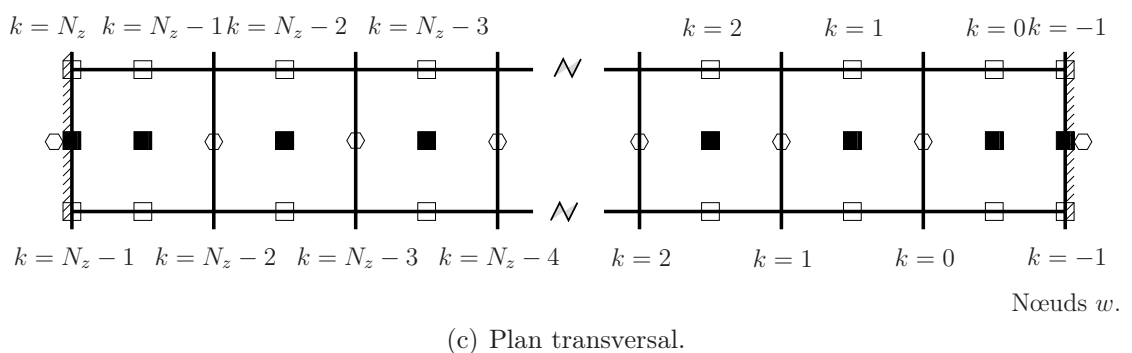 k = N_z k = N_z − 1 k = N_z − 2 k = N_z − 3 k = 2 k = 1 k = 0 k = −1
k = N_z − 1 k = N_z − 2 k = N_z − 3 k = N_z − 4 k = 2 k = 1 k = 0 k = −1
Nœuds w.
(c) Plan transversal.